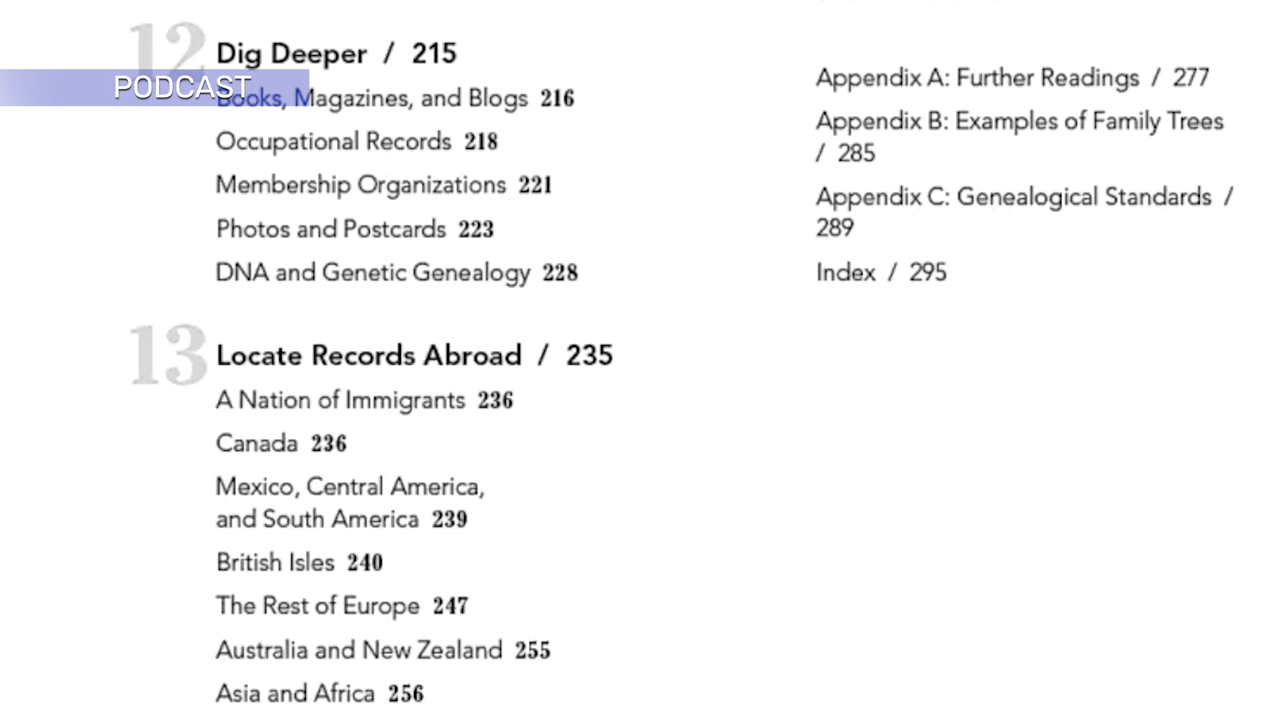 12
Dig Deeper / 215
PODCAST
Books, Magazines, and Blogs 216
Occupational Records 218
Membership Organizations 221
Photos and Postcards 223
DNA and Genetic Genealogy 228
13
Locate Records Abroad / 235
A Nation of Immigrants 236
Canada 236
Mexico, Central America,
and South America 239
British Isles 240
The Rest of Europe 247
Australia and New Zealand 255
Asia and Africa 256
Appendix A: Further Readings / 277
Appendix B: Examples of Family Trees
/ 285
Appendix C: Genealogical Standards /
289
Index / 295